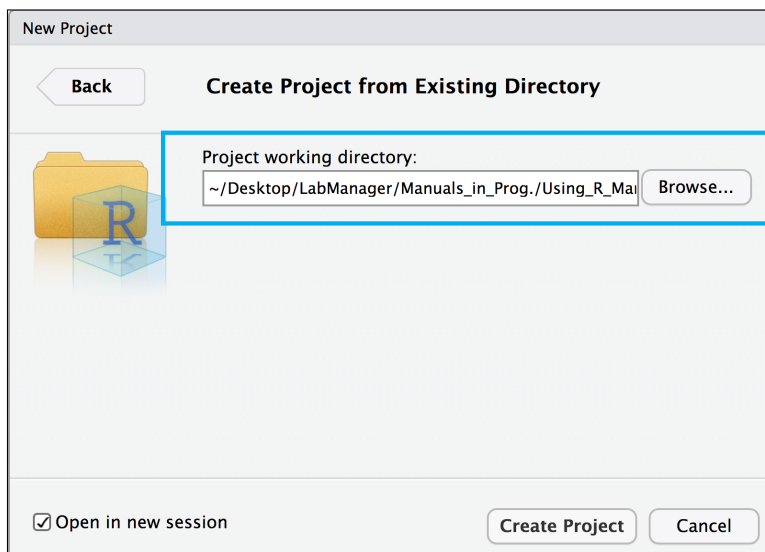 New Project
Back
Create Project from Existing Directory
Project working directory:
~/Desktop/LabManager/Manuals_in_Prog./Using_R_Mar
Browse...
R
Open in new session
Create Project
Cancel